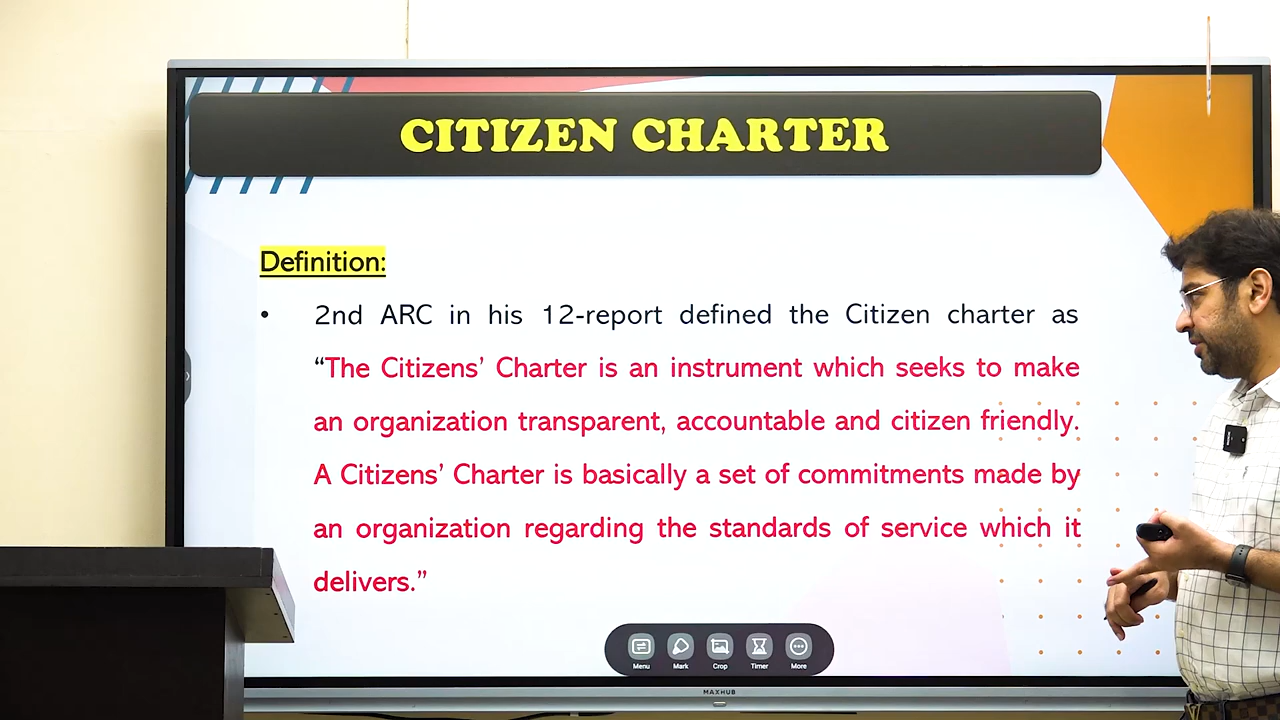 CITIZEN CHARTER
Definition:
• 2nd ARC in his 12-report defined the Citizen charter as
“The Citizens’ Charter is an instrument which seeks to make
an organization transparent, accountable and citizen friendly.
A Citizens’ Charter is basically a set of commitments made by
an organization regarding the standards of service which it
delivers.”
Menu Mark Crop Timer More
MAXHUB